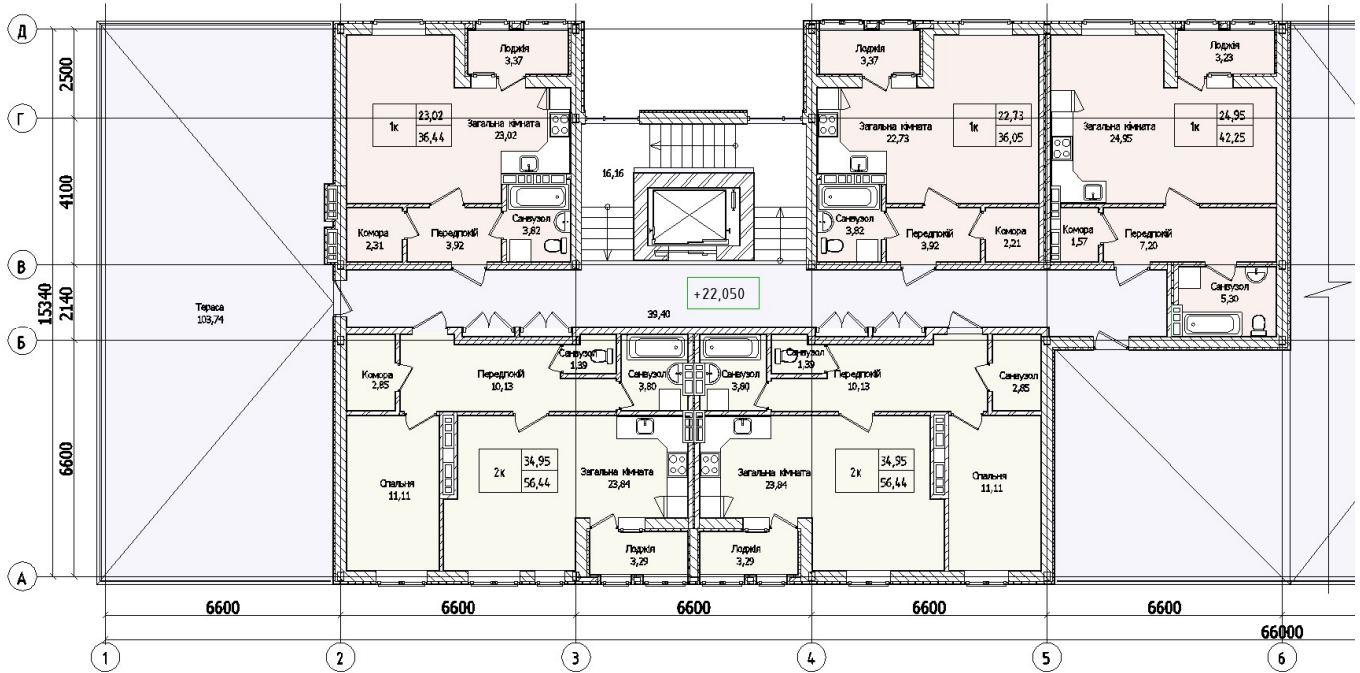 Д
Г
В
Б
А
2500
4100
2140
6600
15340
Тераса
103,74
Лоджія
3,37
1к
23,02
36,44
Загальна кімната
23,02
Комора
2,31
Передпокій
3,92
Санвузол
3,82
16,16
Лоджія
3,37
Загальна кімната
22,73
1к
22,73
36,05
Санвузол
3,82
Передпокій
3,92
Комора
2,21
Лоджія
3,23
Загальна кімната
24,95
1к
24,95
42,25
Комора
1,57
Передпокій
7,20
Санвузол
5,30
+22,050
39,40
Комора
2,85
Передпокій
10,13
Санвузол
1,39
Санвузол
3,80
Спальня
11,11
2к
34,95
56,44
Загальна кімната
23,84
Лоджія
3,29
Санвузол
3,80
Санвузол
1,39
Передпокій
10,13
Санвузол
2,85
Загальна кімната
23,84
2к
34,95
56,44
Спальня
11,11
Лоджія
3,29
6600
6600
6600
6600
6600
66000
1
2
3
4
5
6